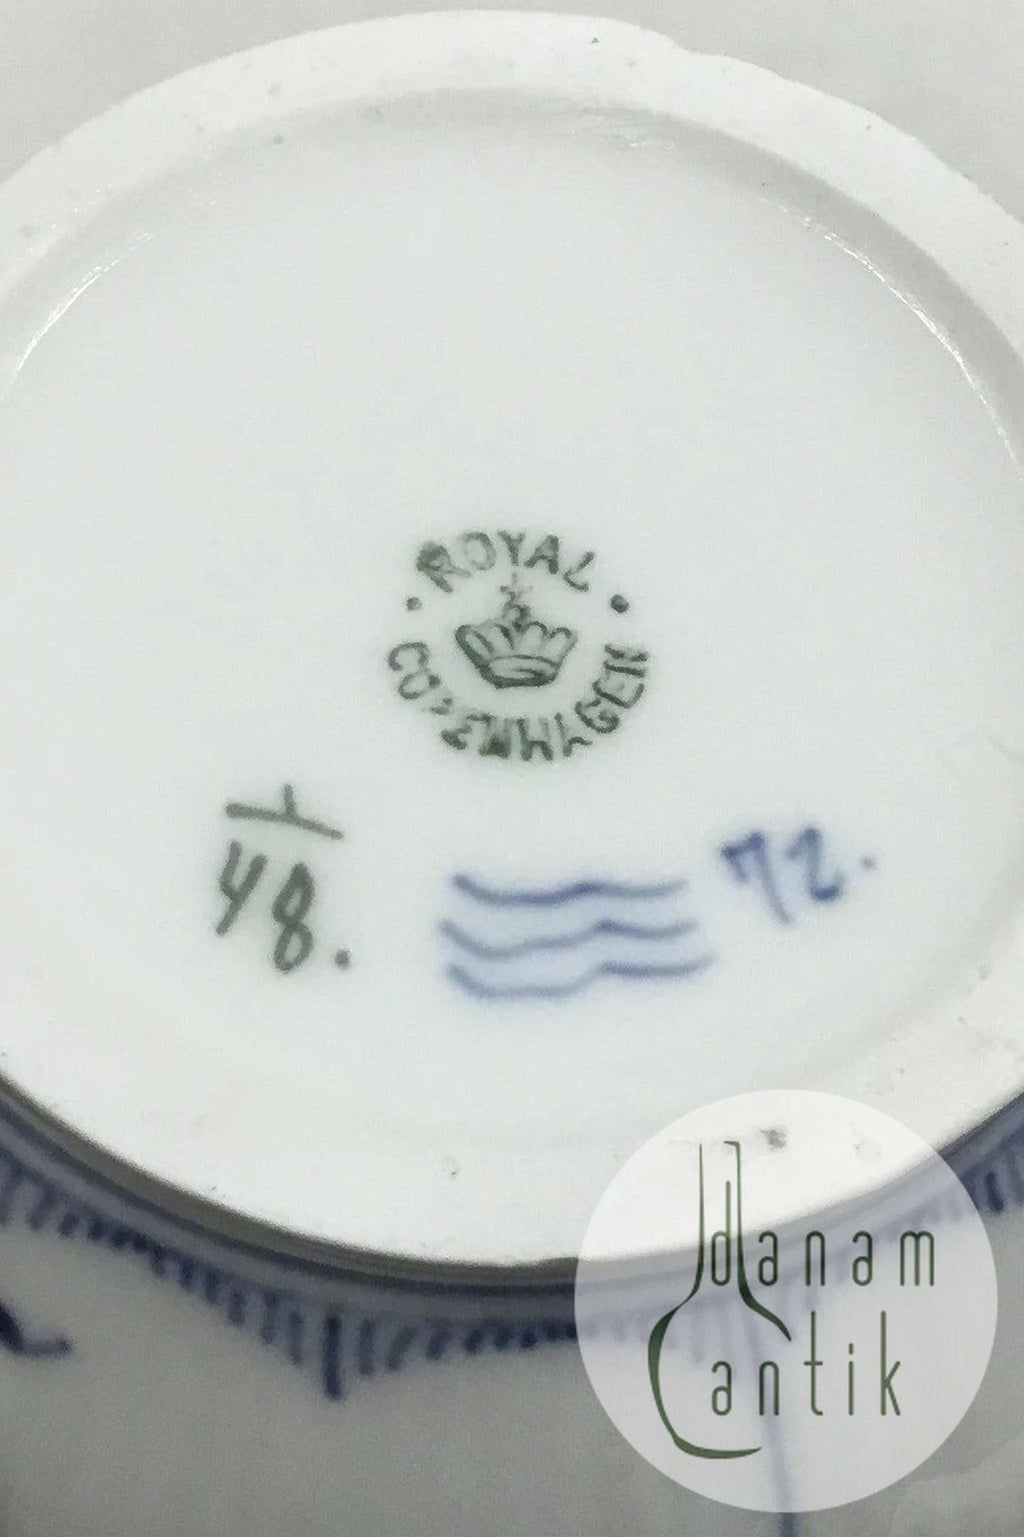 ROYAL
COPENHAGEN
1
48.
72.
danam
antik